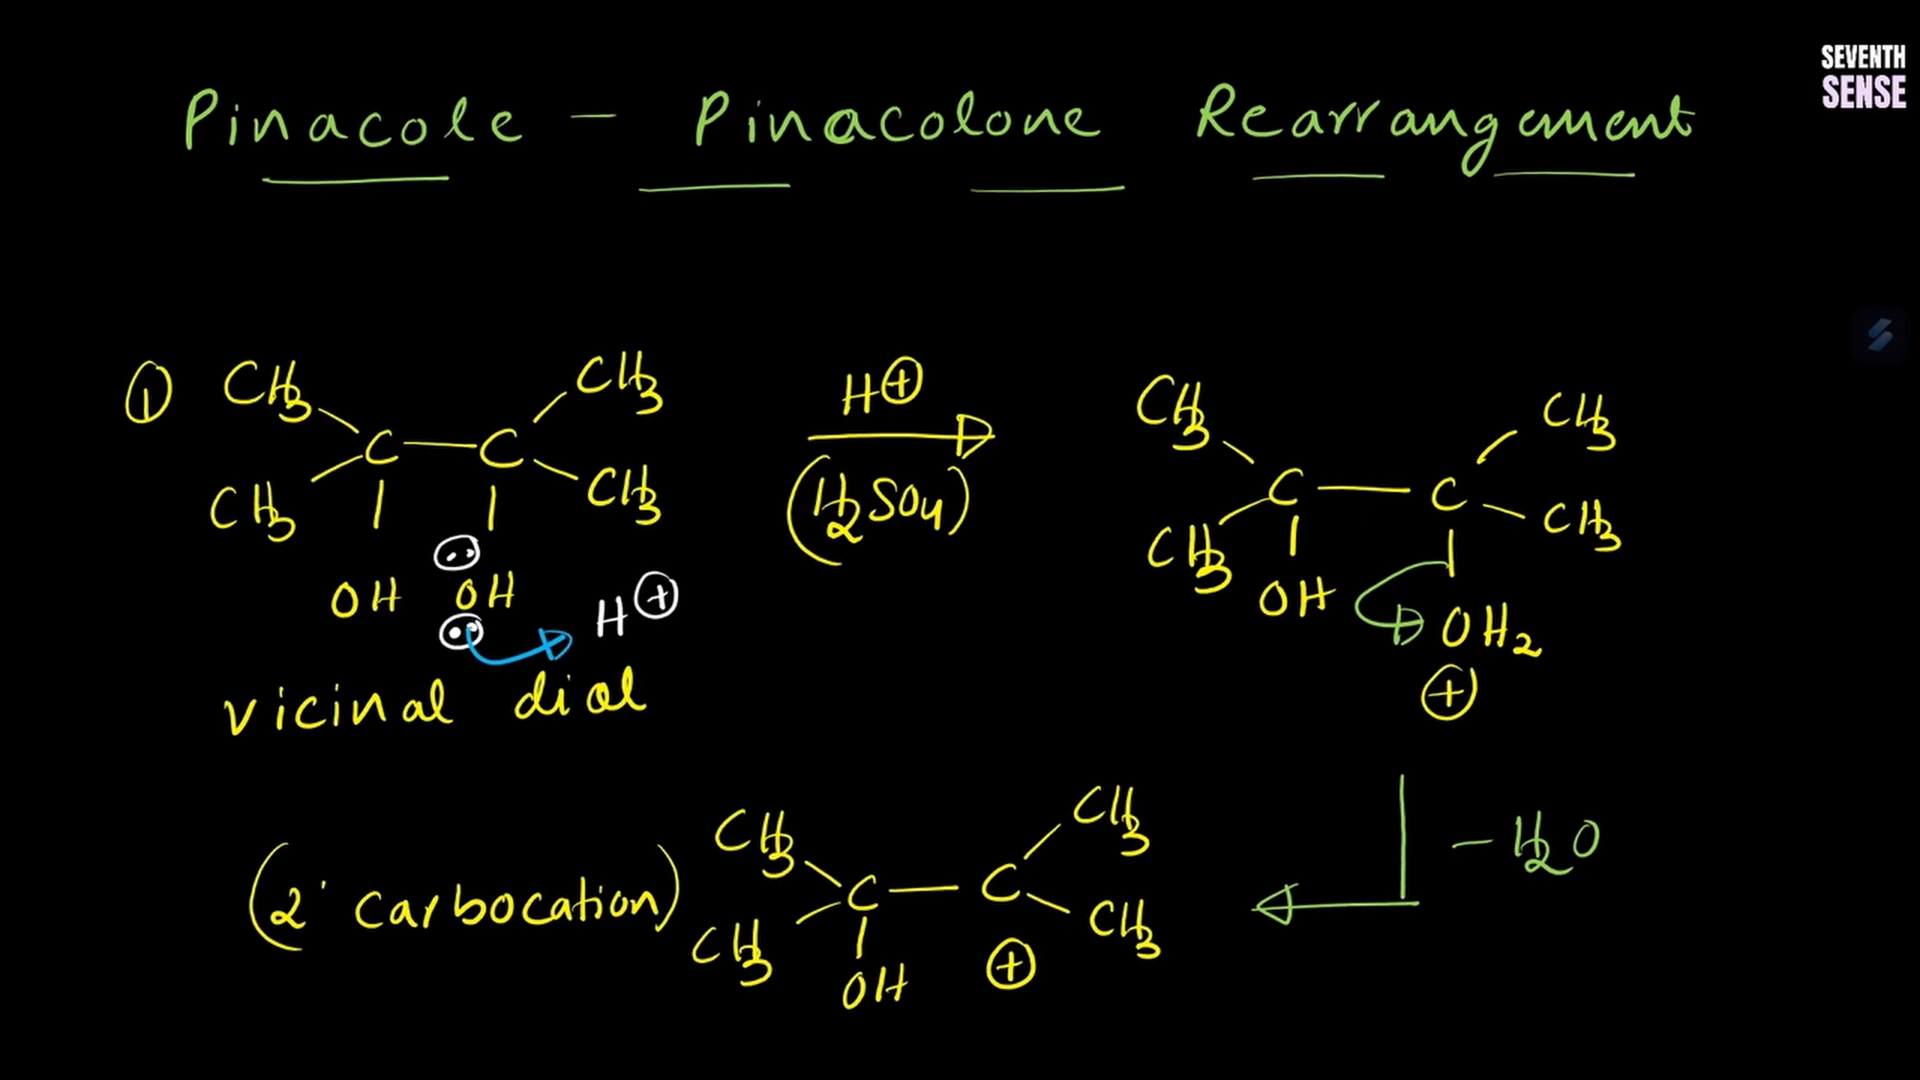 SEVENTH
SENSE
Pinacole - Pinacolone Rearrangement
① CH3 CH3 H⊕ CH3 CH3
C — C C — C
CH3 CH3 (H2SO4) CH3 CH3
OH OH H⊕ OH OH2
⊕
vicinal diol
CH3 CH3 - H2O
(2° carbocation) C — C
CH3 CH3
OH ⊕